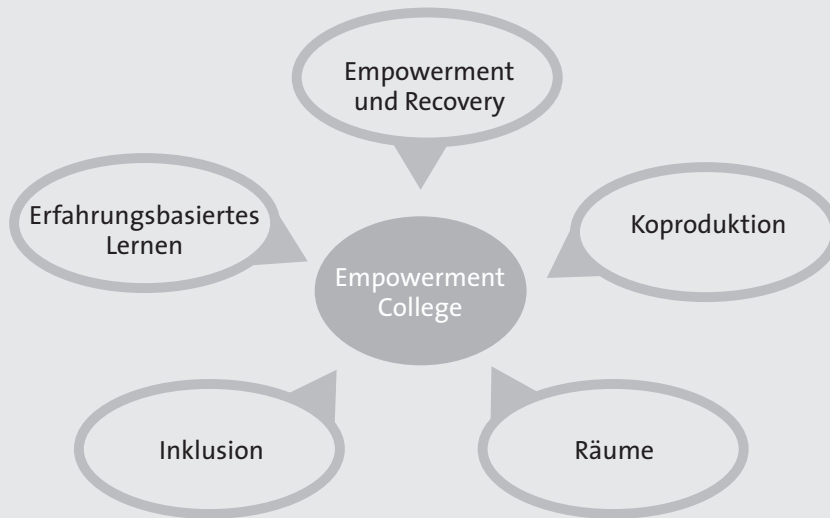 Empowerment
und Recovery
Erfahrungsbasiertes
Lernen
Koproduktion
Empowerment
College
Inklusion
Räume